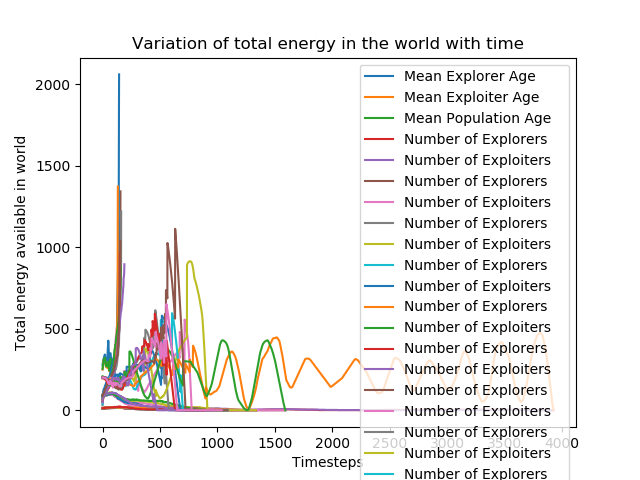 Variation of total energy in the world with time
Total energy available in world
2000
1500
1000
500
0
0
500
1000
1500
2000
2500
3000
3500
4000
Timesteps
Mean Explorer Age
Mean Exploiter Age
Mean Population Age
Number of Explorers
Number of Exploiters
Number of Explorers
Number of Exploiters
Number of Explorers
Number of Exploiters
Number of Explorers
Number of Exploiters
Number of Explorers
Number of Exploiters
Number of Explorers
Number of Exploiters
Number of Explorers
Number of Exploiters
Number of Explorers
Number of Exploiters
Number of Explorers